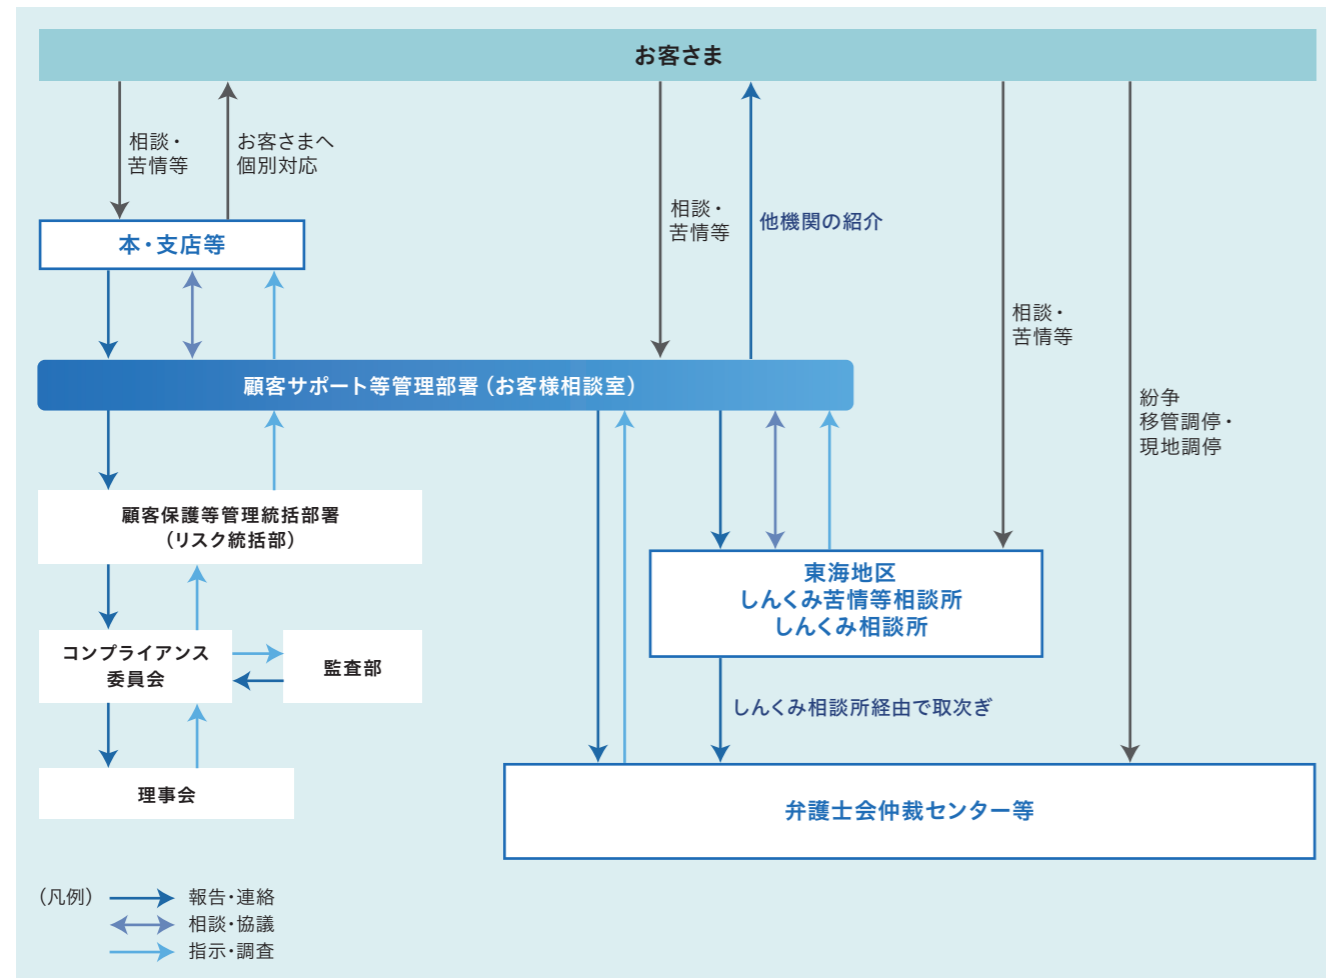 お客さま
相談・
苦情等
お客さまへ
個別対応
相談・
苦情等
他機関の紹介
相談・
苦情等
紛争
移管調停・
現地調停
本・支店等
顧客サポート等管理部署（お客様相談室）
顧客保護等管理統括部署
（リスク統括部）
東海地区
しんくみ苦情等相談所
しんくみ相談所
コンプライアンス
委員会
監査部
しんくみ相談所経由で取次ぎ
理事会
弁護士会仲裁センター等
（凡例）
報告・連絡
相談・協議
指示・調査